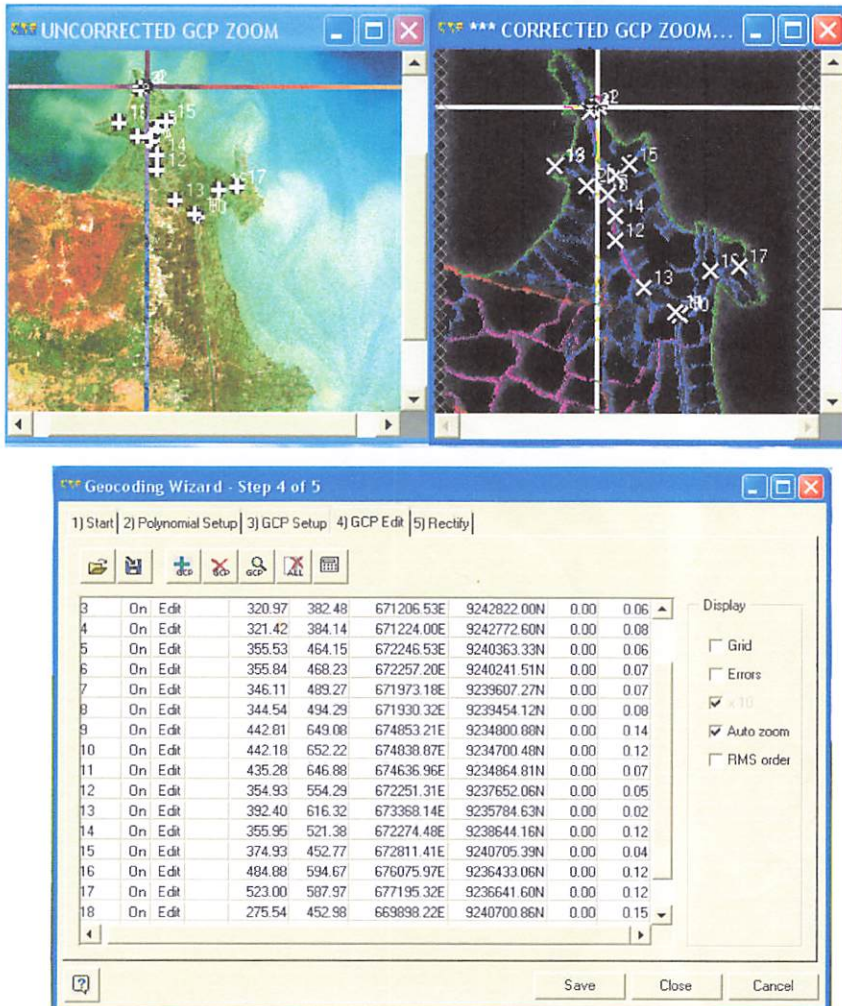 UNCORRECTED GCP ZOOM
*** CORRECTED GCP ZOOM...
15
14
12
17
13
15
14
12
17
13
Geocoding Wizard - Step 4 of 5
1) Start 2) Polynomial Setup 3) GCP Setup 4) GCP Edit 5) Rectify
GCP GCP GCP ALL
3 On Edit 320.97 382.48 671206.53E 9242822.00N 0.00 0.06
4 On Edit 321.42 384.14 671224.00E 9242772.60N 0.00 0.08
5 On Edit 355.53 464.15 672246.53E 9240363.33N 0.00 0.06
6 On Edit 355.84 468.23 672257.20E 9240241.51N 0.00 0.07
7 On Edit 346.11 489.27 671973.18E 9239607.27N 0.00 0.07
8 On Edit 344.54 494.29 671930.32E 9239454.12N 0.00 0.08
9 On Edit 442.81 649.08 674853.21E 9234800.88N 0.00 0.14
10 On Edit 442.18 652.22 674838.87E 9234700.48N 0.00 0.12
11 On Edit 435.28 646.88 674636.96E 9234864.81N 0.00 0.07
12 On Edit 354.93 554.29 672251.31E 9237652.06N 0.00 0.05
13 On Edit 392.40 616.32 673368.14E 9235784.63N 0.00 0.02
14 On Edit 355.95 521.38 672274.48E 9238644.16N 0.00 0.12
15 On Edit 374.93 452.77 672811.41E 9240705.39N 0.00 0.04
16 On Edit 484.88 594.67 676075.97E 9236433.06N 0.00 0.12
17 On Edit 523.00 587.97 677195.32E 9236641.60N 0.00 0.12
18 On Edit 275.54 452.98 669898.22E 9240700.86N 0.00 0.15
Display
Grid
Errors
x 10
Auto zoom
RMS order
Save Close Cancel